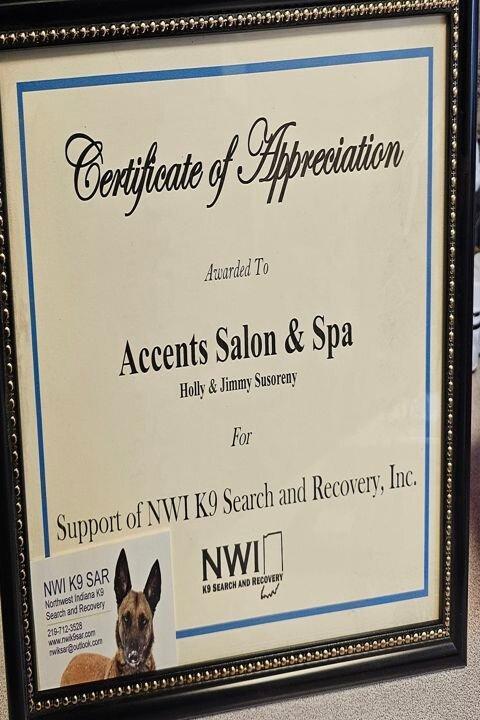 Certificate of Appreciation
Awarded To
Accents Salon & Spa
Holly & Jimmy Susoreny
For
Support of NWI K9 Search and Recovery, Inc.
NWI
K9 SEARCH AND RECOVERY
NWI K9 SAR
Northwest Indiana K9
Search and Recovery
219-712-3528
www.nwik9sar.com
nwiksar@outlook.com